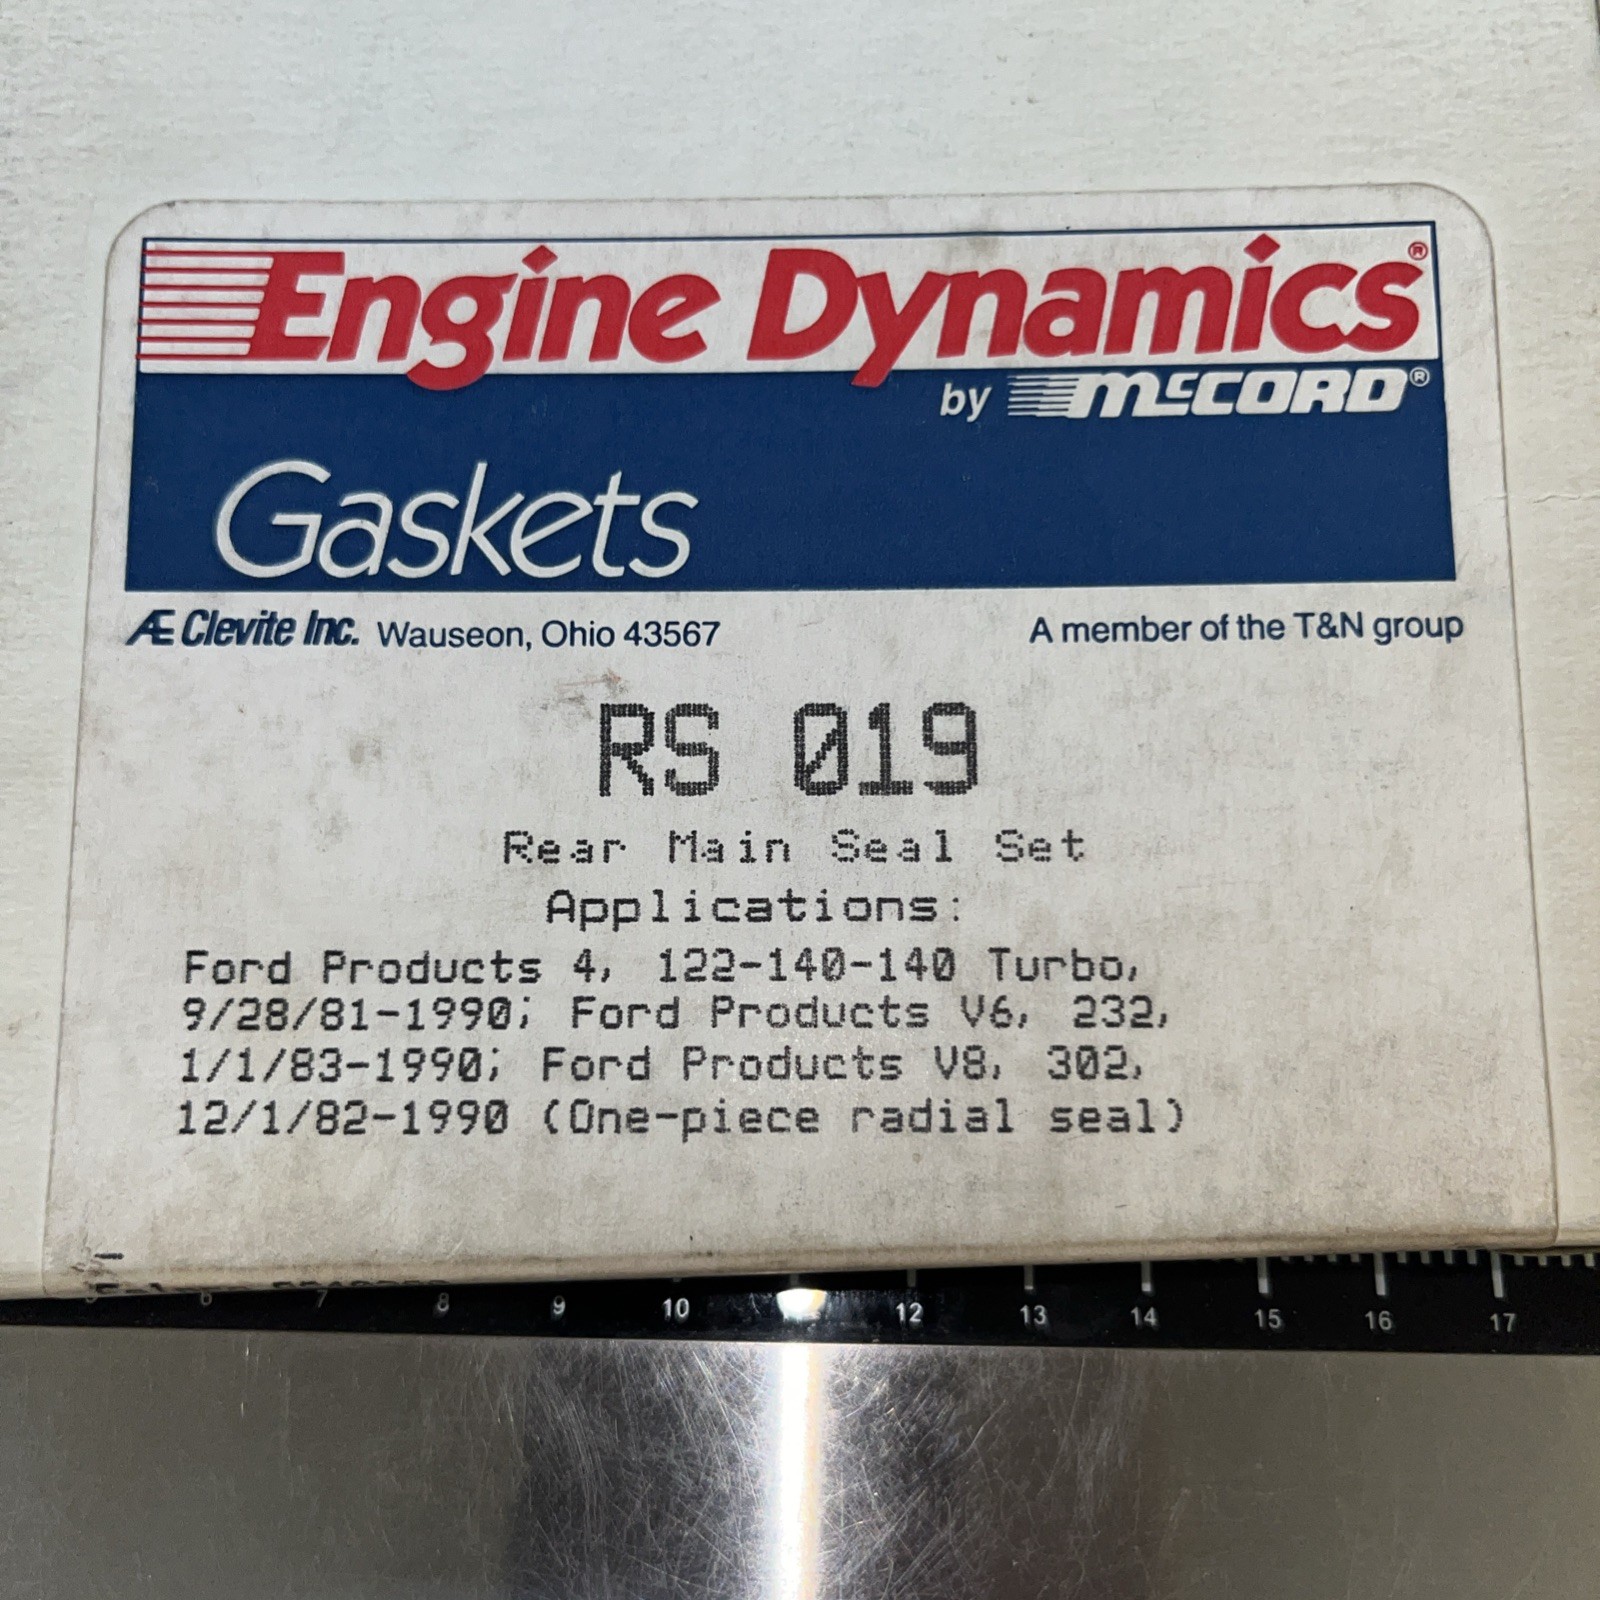 Engine Dynamics®
by McCORD®
Gaskets
Æ Clevite Inc. Wauseon, Ohio 43567
A member of the T&N group
RS 019
Rear Main Seal Set
Applications:
Ford Products 4, 122-140-140 Turbo,
9/28/81-1990; Ford Products V6, 232,
1/1/83-1990; Ford Products V8, 302,
12/1/82-1990 (One-piece radial seal)
6 7 8 9 10 12 13 14 15 16 17